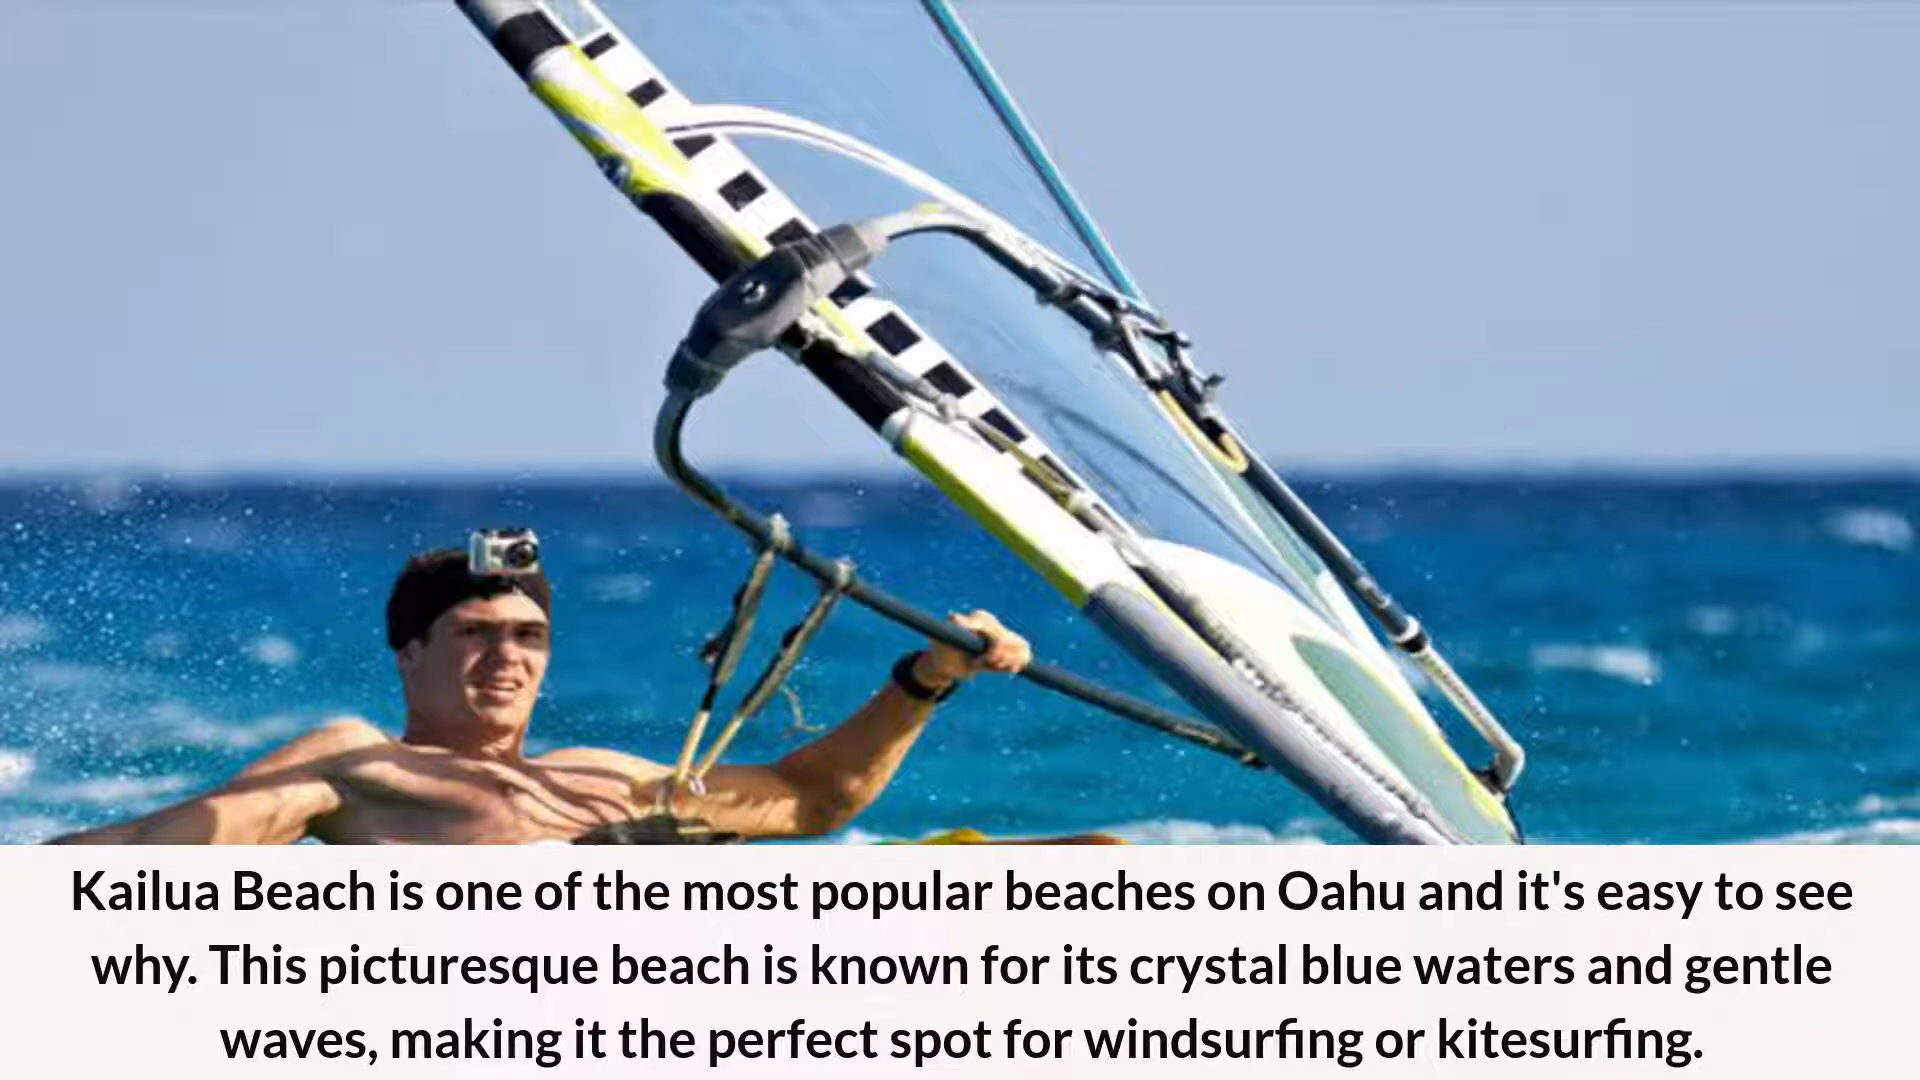 Kailua Beach is one of the most popular beaches on Oahu and it's easy to see
why. This picturesque beach is known for its crystal blue waters and gentle
waves, making it the perfect spot for windsurfing or kitesurfing.